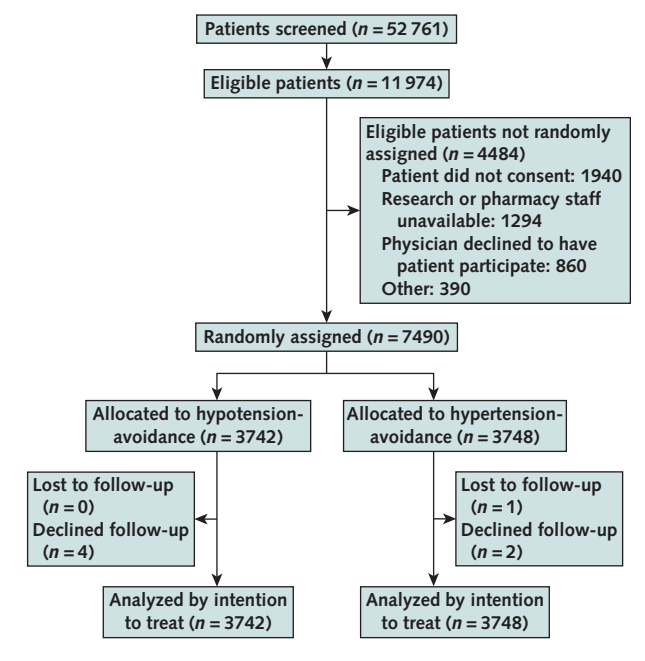 Patients screened (n = 52 761)
Eligible patients (n = 11 974)
Eligible patients not randomly
assigned (n = 4484)
Patient did not consent: 1940
Research or pharmacy staff
unavailable: 1294
Physician declined to have
patient participate: 860
Other: 390
Randomly assigned (n = 7490)
Allocated to hypotension-
avoidance (n = 3742)
Allocated to hypertension-
avoidance (n = 3748)
Lost to follow-up
(n = 0)
Declined follow-up
(n = 4)
Lost to follow-up
(n = 1)
Declined follow-up
(n = 2)
Analyzed by intention
to treat (n = 3742)
Analyzed by intention
to treat (n = 3748)